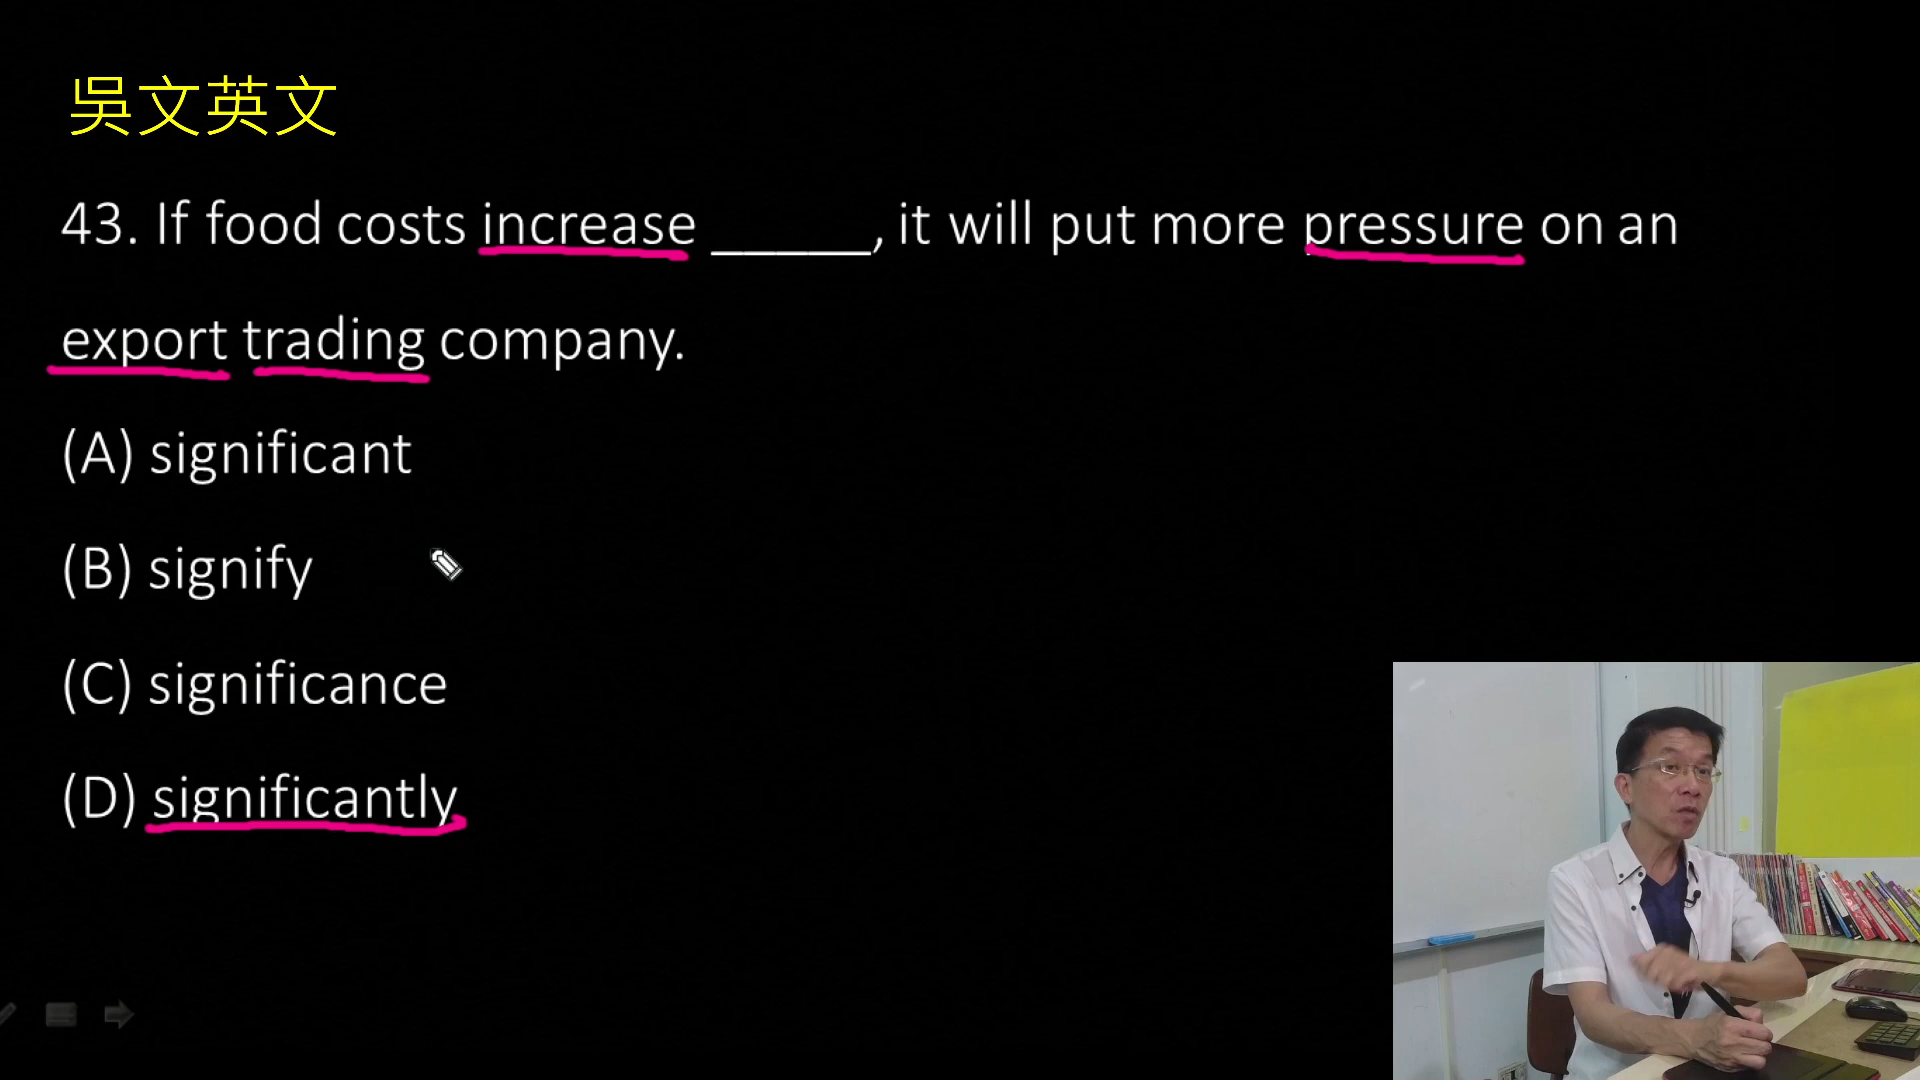 吳文英文
43. If food costs increase _____, it will put more pressure on an
export trading company.
(A) significant
(B) signify
(C) significance
(D) significantly